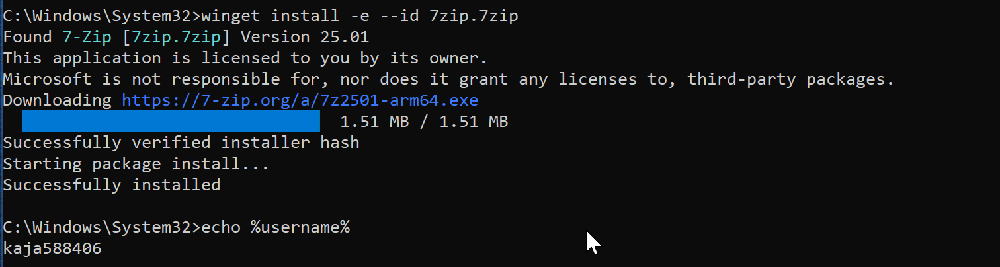 C:\Windows\System32>winget install -e --id 7zip.7zip
Found 7-Zip [7zip.7zip] Version 25.01
This application is licensed to you by its owner.
Microsoft is not responsible for, nor does it grant any licenses to, third-party packages.
Downloading https://7-zip.org/a/7z2501-arm64.exe
1.51 MB / 1.51 MB
Successfully verified installer hash
Starting package install...
Successfully installed
C:\Windows\System32>echo %username%
kaja588406